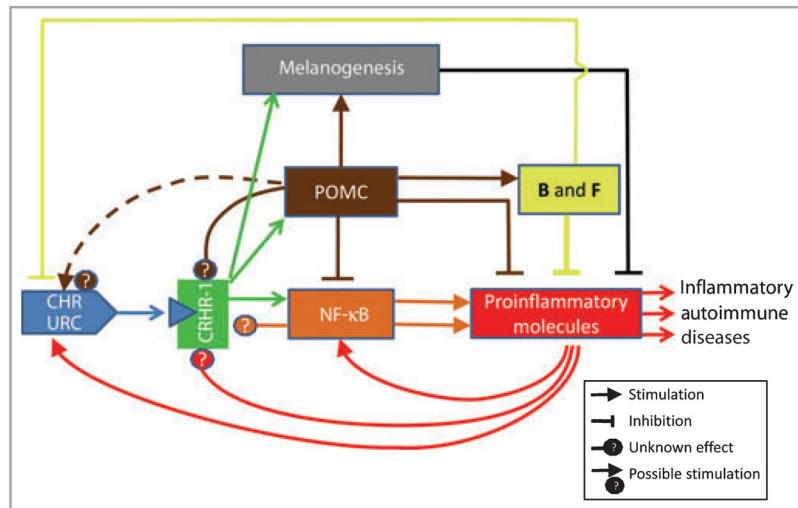 Melanogenesis
POMC
B and F
?
?
CHR
URC
CRHR-1
?
NF-κB
Proinflammatory
molecules
Inflammatory
autoimmune
diseases
?
Stimulation
Inhibition
? Unknown effect
Possible stimulation
?